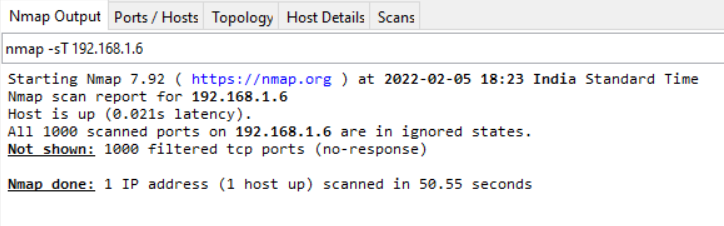 Nmap Output Ports / Hosts Topology Host Details Scans
nmap -sT 192.168.1.6
Starting Nmap 7.92 ( https://nmap.org ) at 2022-02-05 18:23 India Standard Time
Nmap scan report for 192.168.1.6
Host is up (0.021s latency).
All 1000 scanned ports on 192.168.1.6 are in ignored states.
Not shown: 1000 filtered tcp ports (no-response)
Nmap done: 1 IP address (1 host up) scanned in 50.55 seconds